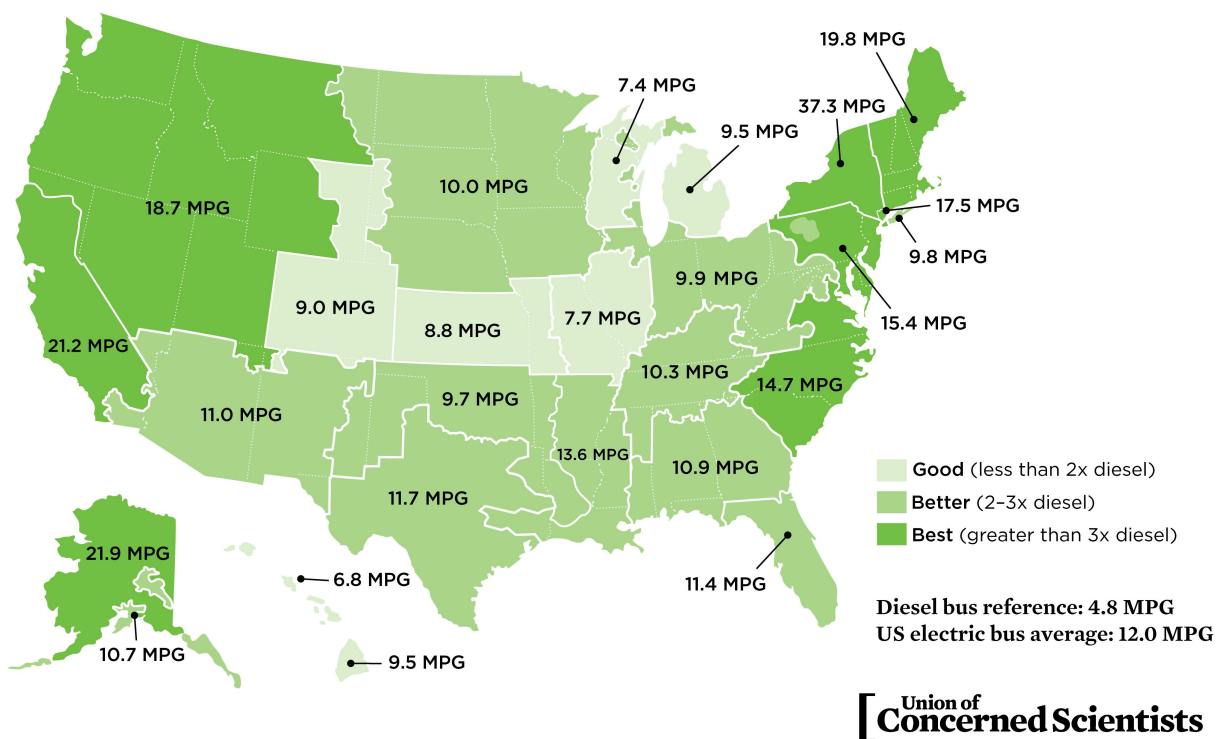 19.8 MPG
7.4 MPG
37.3 MPG
9.5 MPG
10.0 MPG
18.7 MPG
17.5 MPG
9.8 MPG
9.9 MPG
9.0 MPG
7.7 MPG
15.4 MPG
8.8 MPG
21.2 MPG
10.3 MPG
14.7 MPG
9.7 MPG
11.0 MPG
13.6 MPG
10.9 MPG
11.7 MPG
Good (less than 2x diesel)
Better (2–3x diesel)
Best (greater than 3x diesel)
21.9 MPG
6.8 MPG
11.4 MPG
Diesel bus reference: 4.8 MPG
US electric bus average: 12.0 MPG
10.7 MPG
9.5 MPG
Union of
Concerned Scientists